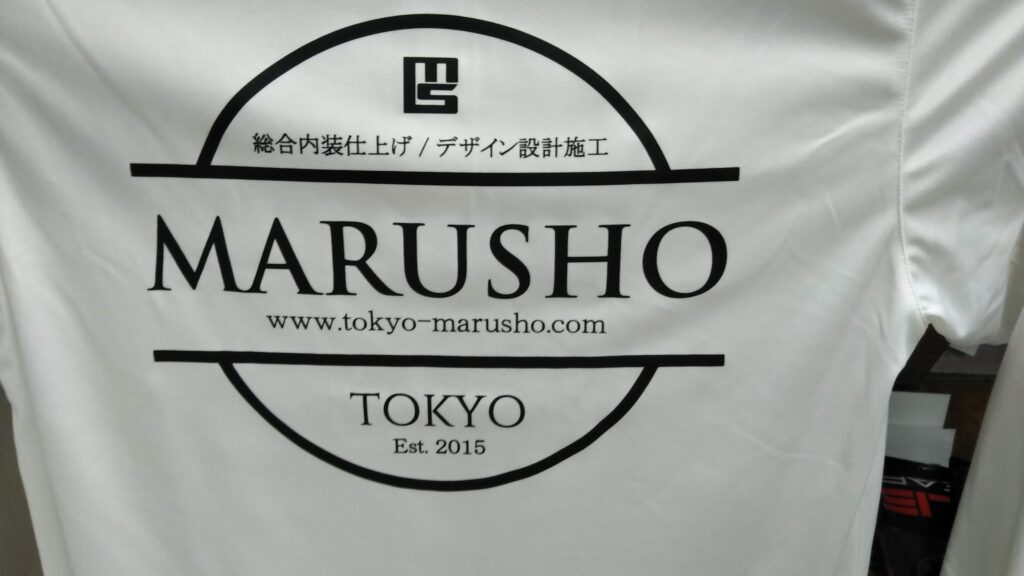 MS
総合内装仕上げ / デザイン設計施工
MARUSHO
www.tokyo-marusho.com
TOKYO
Est. 2015